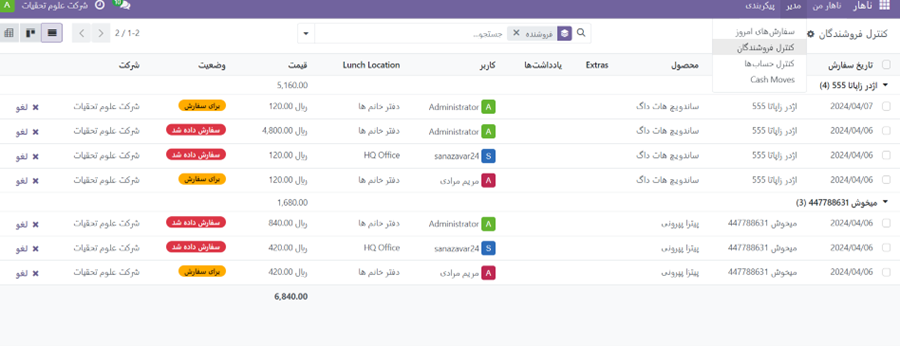 ناهار ناهار من مدیر پیکربندی 10 شرکت علوم تحقیات A
کنترل فروشندگان فروشنده × جستجو... 2 / 1-2
سفارش‌های امروز
کنترل فروشندگان
کنترل حساب‌ها
Cash Moves
تاریخ سفارش محصول Extras یادداشت‌ها کاربر Lunch Location قیمت وضعیت شرکت
اژدر زاپاتا 555 (4) 5,160.00
2024/04/07 اژدر زاپاتا 555 ساندویچ هات داگ A Administrator دفتر خانم ها ریال 120.00 برای سفارش شرکت علوم تحقیات × لغو
2024/04/06 اژدر زاپاتا 555 ساندویچ هات داگ A Administrator دفتر خانم ها ریال 4,800.00 سفارش داده شد شرکت علوم تحقیات × لغو
2024/04/06 اژدر زاپاتا 555 ساندویچ هات داگ S sanazavar24 HQ Office ریال 120.00 سفارش داده شد شرکت علوم تحقیات × لغو
2024/04/06 اژدر زاپاتا 555 ساندویچ هات داگ A مریم مرادی دفتر خانم ها ریال 120.00 برای سفارش شرکت علوم تحقیات × لغو
میخوش 447788631 (3) 1,680.00
2024/04/06 میخوش 447788631 پیتزا پپرونی A Administrator دفتر خانم ها ریال 840.00 سفارش داده شد شرکت علوم تحقیات × لغو
2024/04/06 میخوش 447788631 پیتزا پپرونی S sanazavar24 HQ Office ریال 420.00 سفارش داده شد شرکت علوم تحقیات × لغو
2024/04/06 میخوش 447788631 پیتزا پپرونی A مریم مرادی دفتر خانم ها ریال 420.00 برای سفارش شرکت علوم تحقیات × لغو
6,840.00